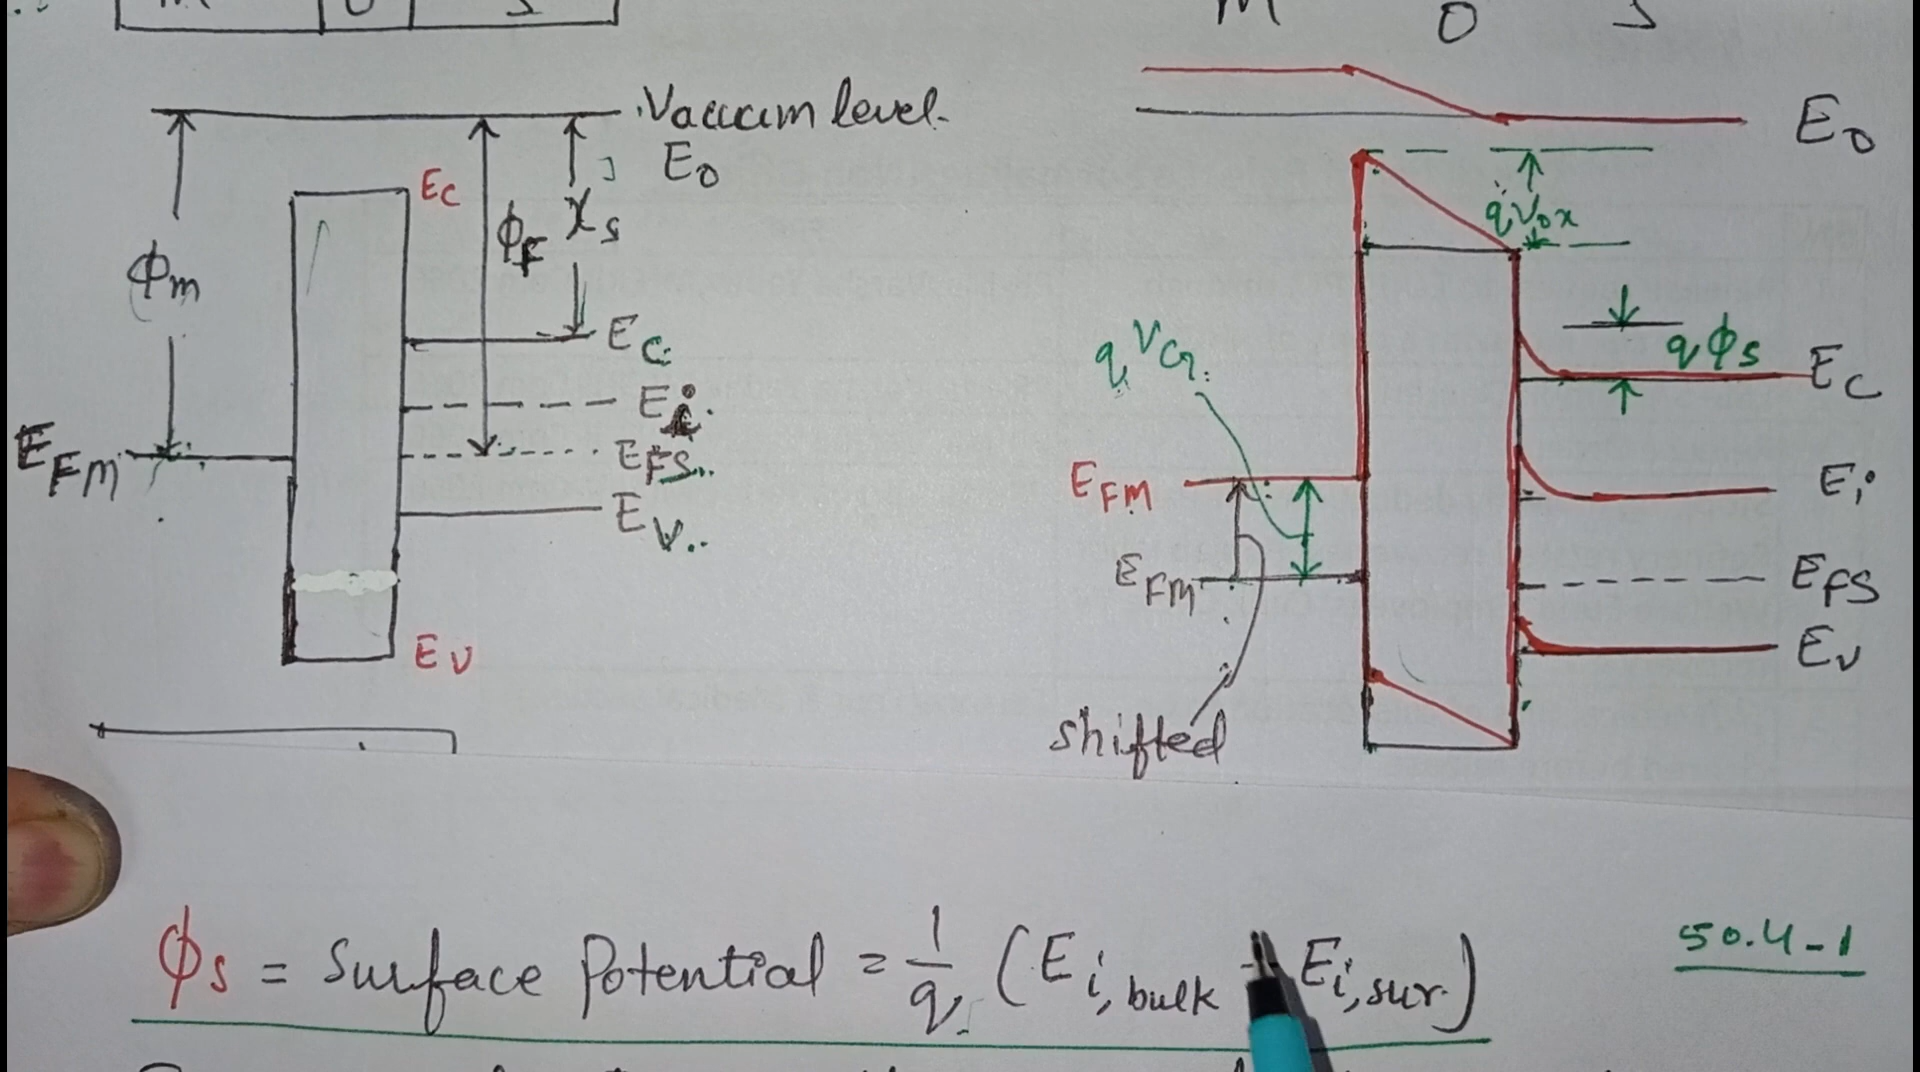 M O S
M O S
Vacuum level.
E0
EC
ϕm
ϕF
χs
EC
Ei
EFM
EFS
EV
EV
E0
qVox
qVG
qϕs
EC
EFM
Ei
EFM
EFS
EV
shifted
ϕs = Surface Potential = 1/q (Ei, bulk - Ei, sur.)
50.4-1